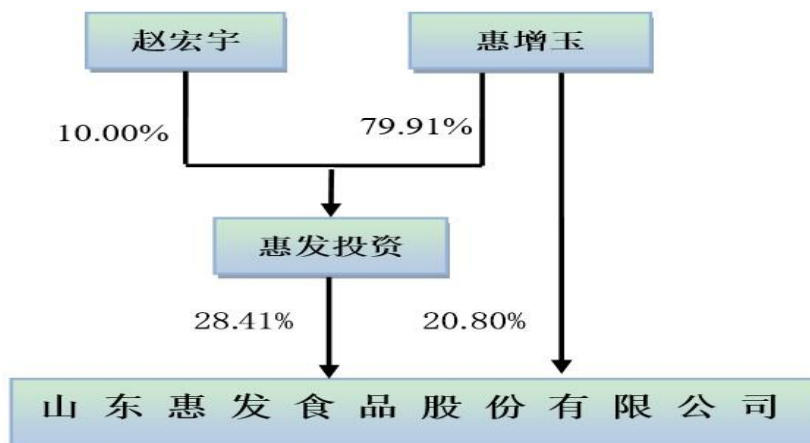 赵宏宇
惠增玉
10.00%
79.91%
惠发投资
28.41%
20.80%
山东惠发食品股份有限公司